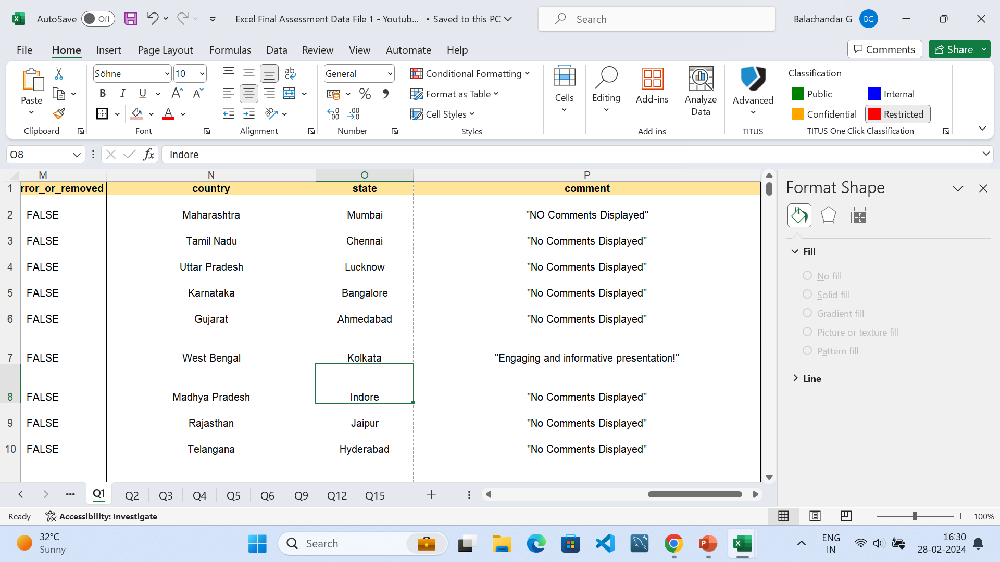 AutoSave Off Excel Final Assessment Data File 1 - Youtub... • Saved to this PC Search Balachandar G BG
File Home Insert Page Layout Formulas Data Review View Automate Help Comments Share
Paste
Clipboard
Söhne 10
B I U A A
A
Font
ab
c
Alignment
General
% ,
Number
Conditional Formatting
Format as Table
Cell Styles
Styles
Cells
Editing
Add-ins
Add-ins
Analyze
Data
Advanced
TITUS
Classification
Public Internal
Confidential Restricted
TITUS One Click Classification
O8 fx Indore
M N O P
1 rror_or_removed country state comment
2 FALSE Maharashtra Mumbai "NO Comments Displayed"
3 FALSE Tamil Nadu Chennai "No Comments Displayed"
4 FALSE Uttar Pradesh Lucknow "No Comments Displayed"
5 FALSE Karnataka Bangalore "No Comments Displayed"
6 FALSE Gujarat Ahmedabad "No Comments Displayed"
7 FALSE West Bengal Kolkata "Engaging and informative presentation!"
8 FALSE Madhya Pradesh Indore "No Comments Displayed"
9 FALSE Rajasthan Jaipur "No Comments Displayed"
10 FALSE Telangana Hyderabad "No Comments Displayed"
Format Shape
Fill
No fill
Solid fill
Gradient fill
Picture or texture fill
Pattern fill
Line
... Q1 Q2 Q3 Q4 Q5 Q6 Q9 Q12 Q15 +
Ready Accessibility: Investigate 100%
32°C
Sunny
Search
ENG
IN
16:30
28-02-2024